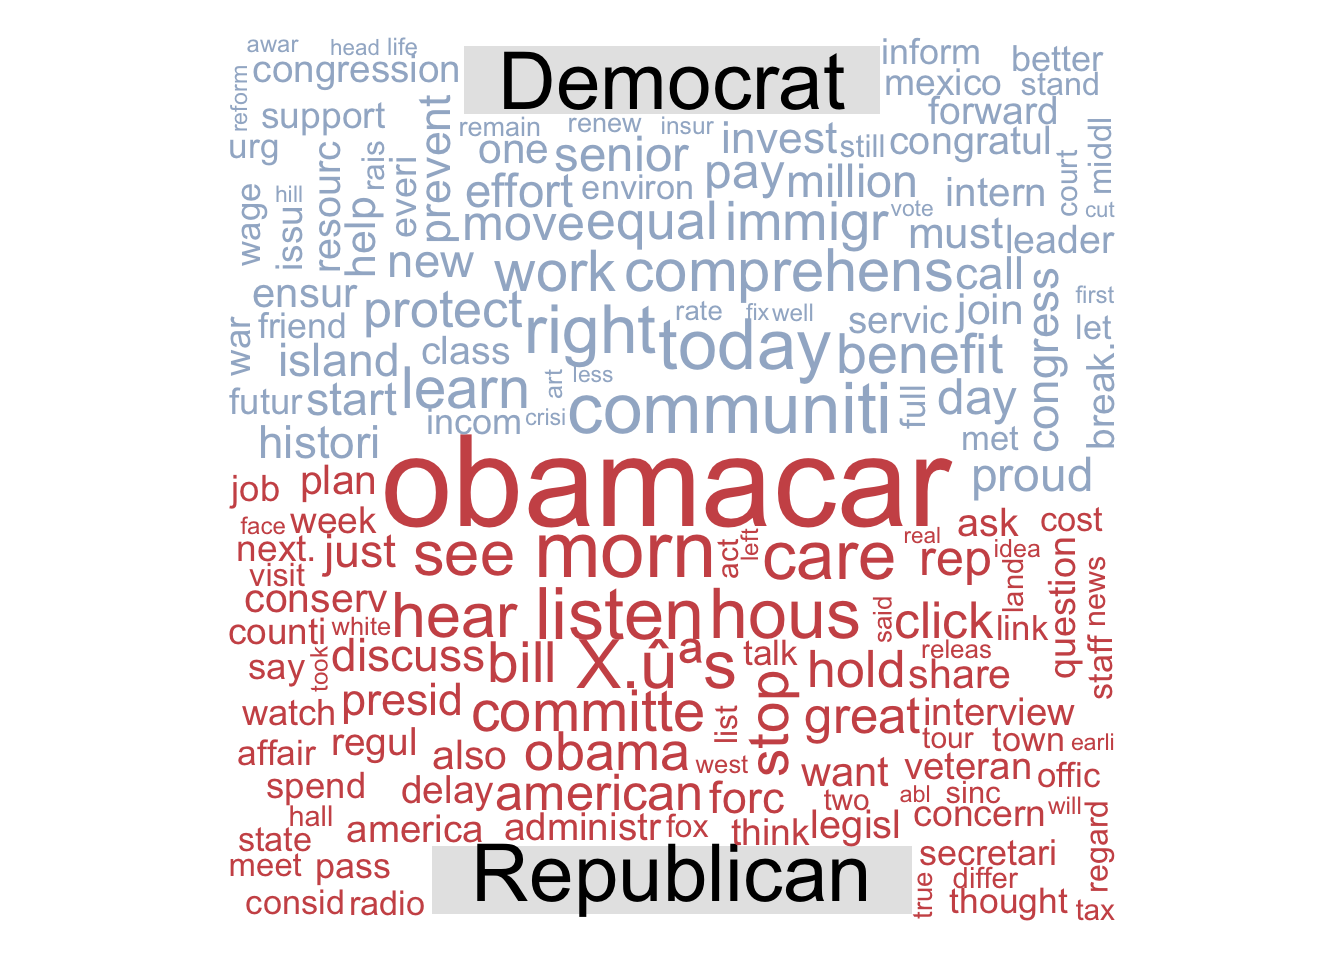 awar head life Democrat inform better
reform congression mexico stand
support remain renew insur invest still congratul forward
urg resourc rais everi prevent one senior pay million intern court middl
wage hill issu help effort environ vote cut
move equal immigr must leader
new work comprehens call congress first
ensur protect right rate fix well servic join let
war friend today
island class benefit break.
futur start learn art less communiti full day
incom crisi met
histori proud
job plan obamacar
face week ask cost
next. just see morn act left care real rep idea
visit land question news
conserv hear listen hous said click link
counti white staff
say took discuss bill X.ûªs talk hold releas share
watch presid committe list stop great interview
affair regul also obama west tour town earli
want veteran offic
spend delay american forc two abl sinc
hall concern will regard
state america administr fox think legisl
meet pass Republican secretari
true differ
consid radio thought tax